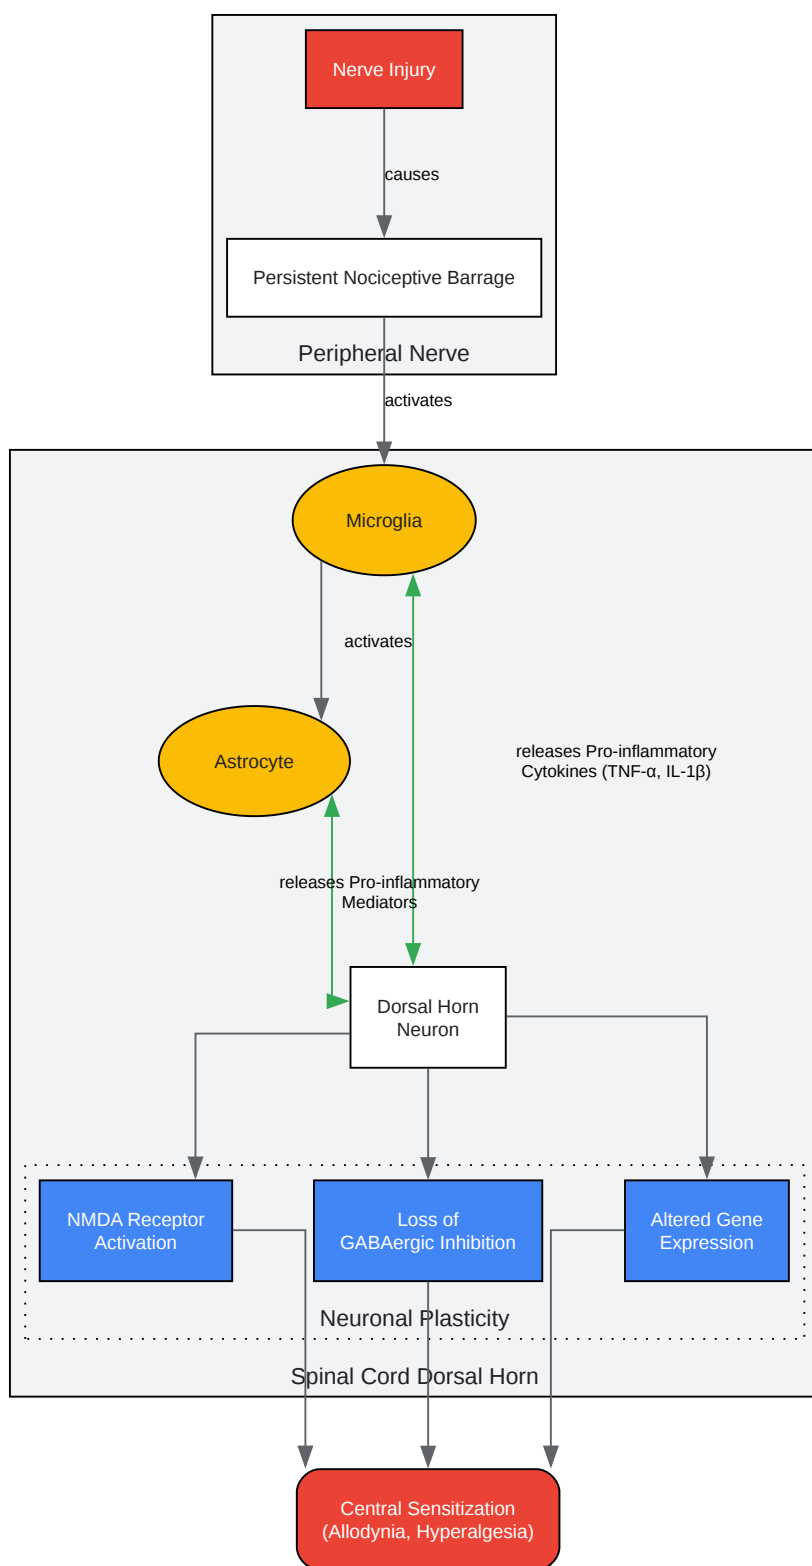 Nerve Injury
causes
Persistent Nociceptive Barrage
Peripheral Nerve
activates
Microglia
activates
releases Pro-inflammatory
Cytokines (TNF-α, IL-1β)
Astrocyte
releases Pro-inflammatory
Mediators
Dorsal Horn
Neuron
NMDA Receptor
Activation
Loss of
GABAergic Inhibition
Altered Gene
Expression
Neuronal Plasticity
Spinal Cord Dorsal Horn
Central Sensitization
(Allodynia, Hyperalgesia)